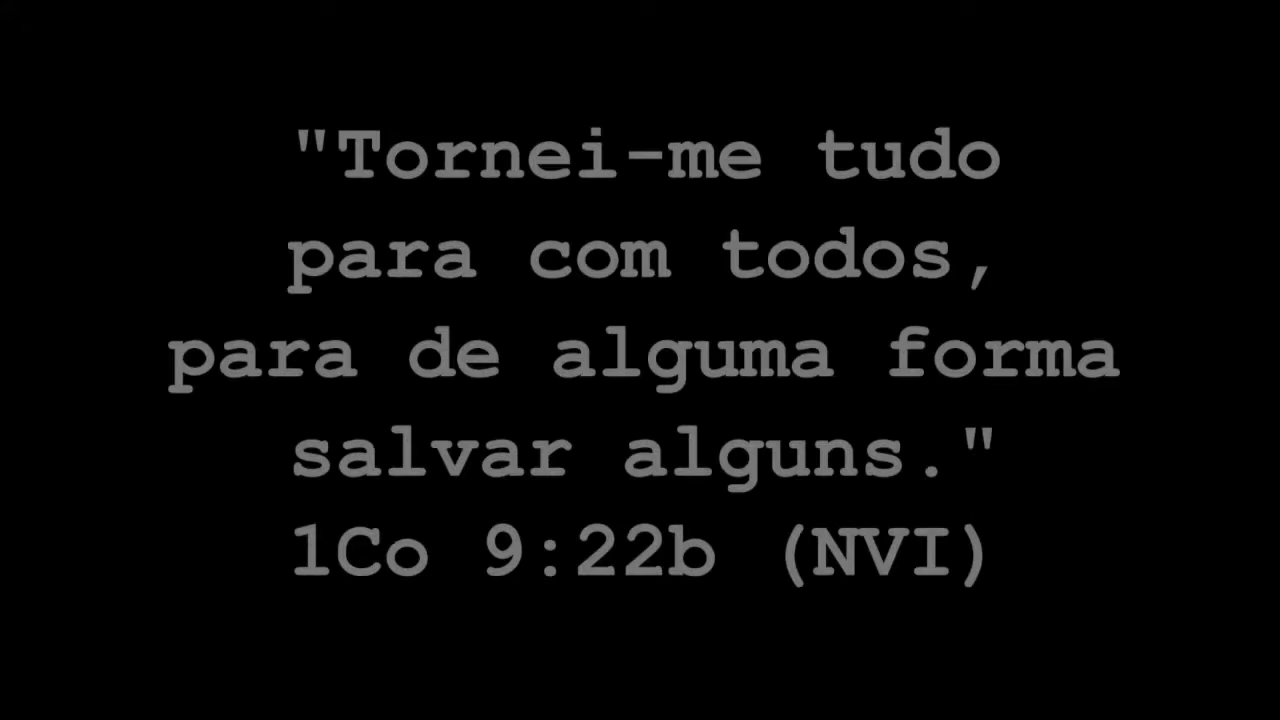 "Tornei-me tudo
para com todos,
para de alguma forma
salvar alguns."
1Co 9:22b (NVI)